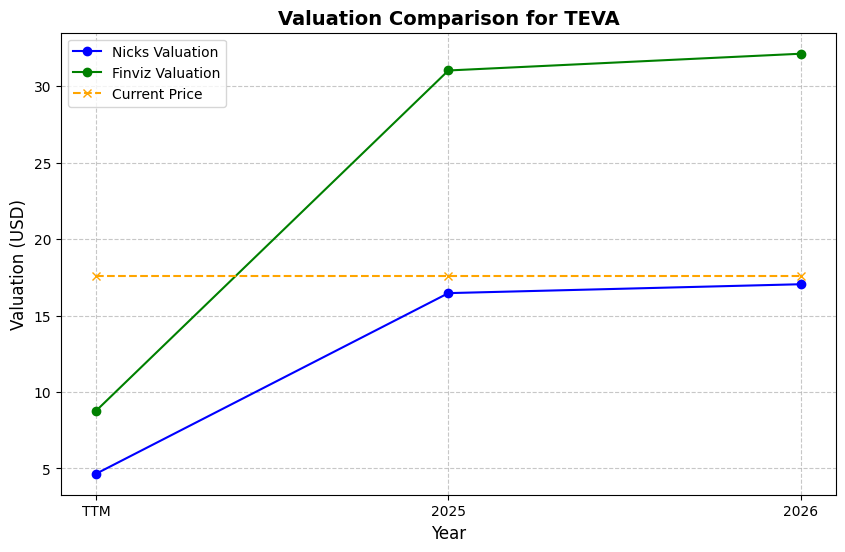 Valuation Comparison for TEVA
Nicks Valuation
Finviz Valuation
Current Price
Valuation (USD)
30
25
20
15
10
5
TTM
2025
2026
Year